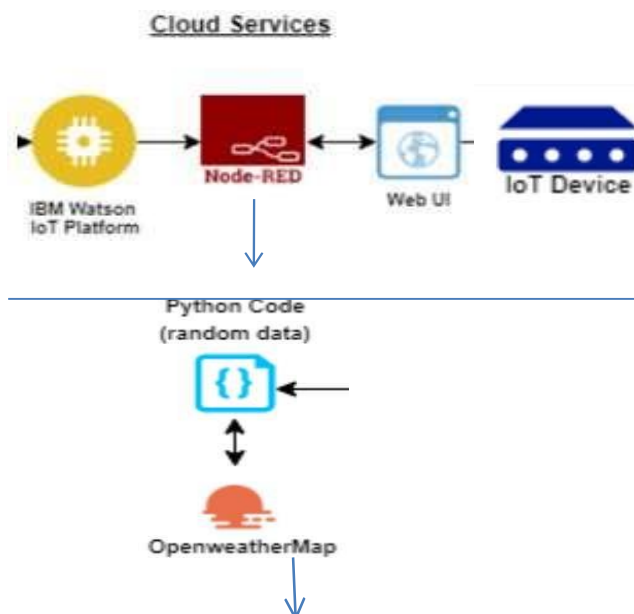 Cloud Services
Node-RED
IBM Watson
IoT Platform
Web UI
IoT Device
Python Code
(random data)
{}
OpenweatherMap